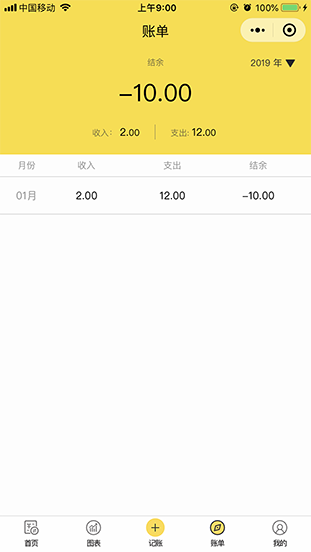 中国移动 上午9:00 100%
账单
结余 2019 年
−10.00
收入: 2.00 支出: 12.00
月份 收入 支出 结余
01月 2.00 12.00 −10.00
首页 图表 记账 账单 我的